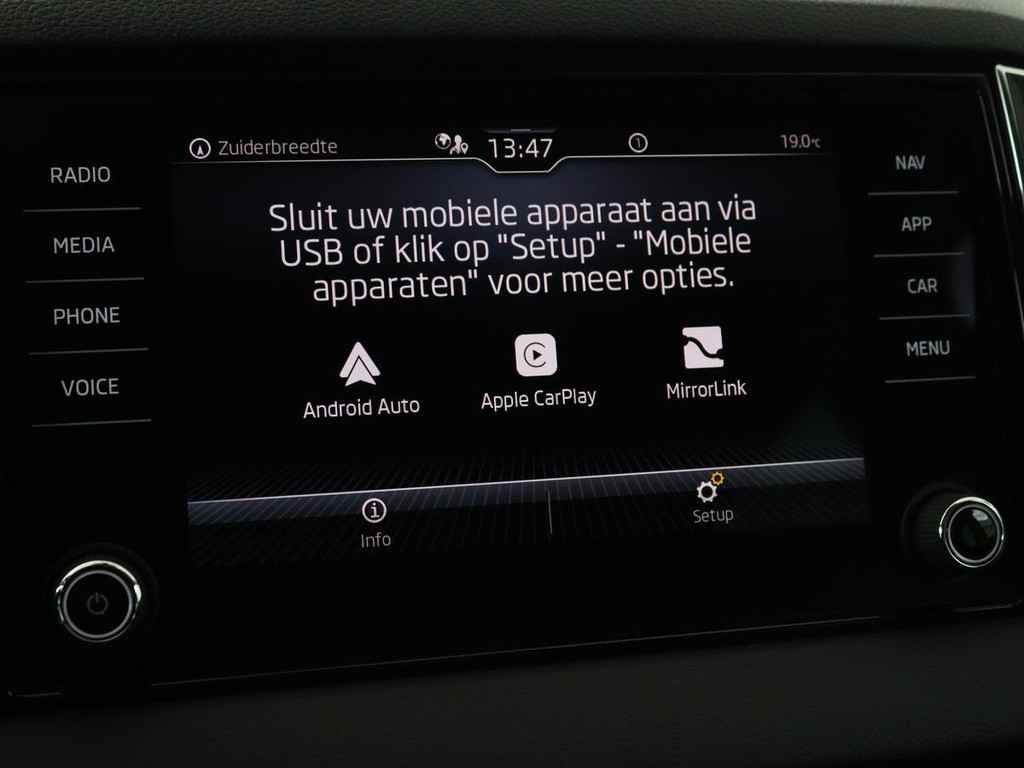 Zuiderbreedte 13:47 1 19.0°C
RADIO
MEDIA
PHONE
VOICE
Sluit uw mobiele apparaat aan via
USB of klik op "Setup" - "Mobiele
apparaten" voor meer opties.
Android Auto
Apple CarPlay
MirrorLink
Info
Setup
NAV
APP
CAR
MENU